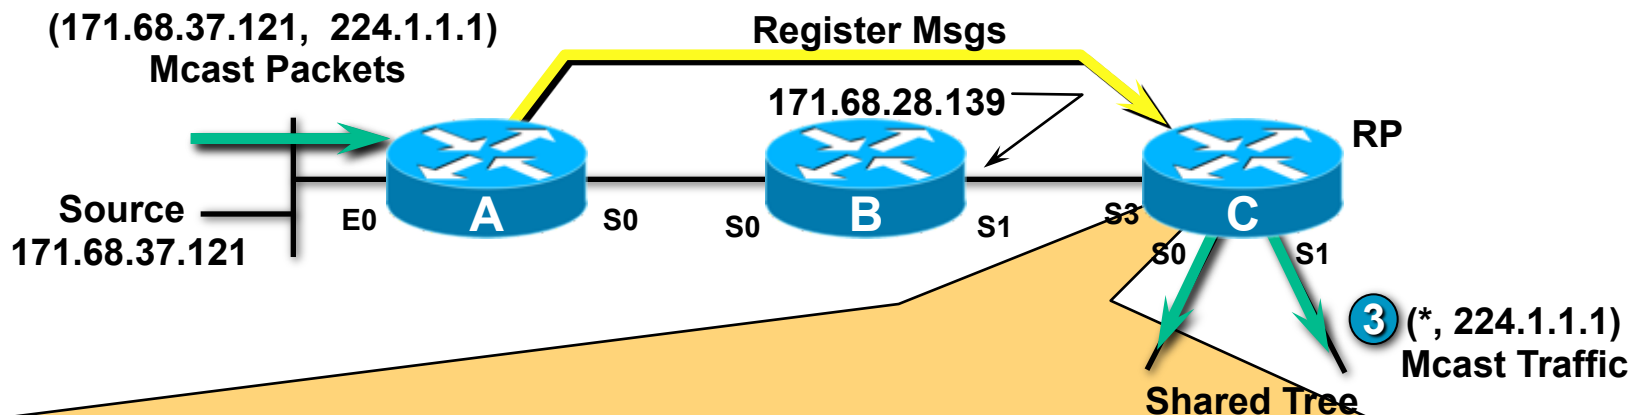 (171.68.37.121, 224.1.1.1)
Mcast Packets
Register Msgs
171.68.28.139
RP
Source
171.68.37.121
E0
A
S0
S0
B
S1
S3
C
S0
S1
3 (*, 224.1.1.1)
Mcast Traffic
Shared Tree